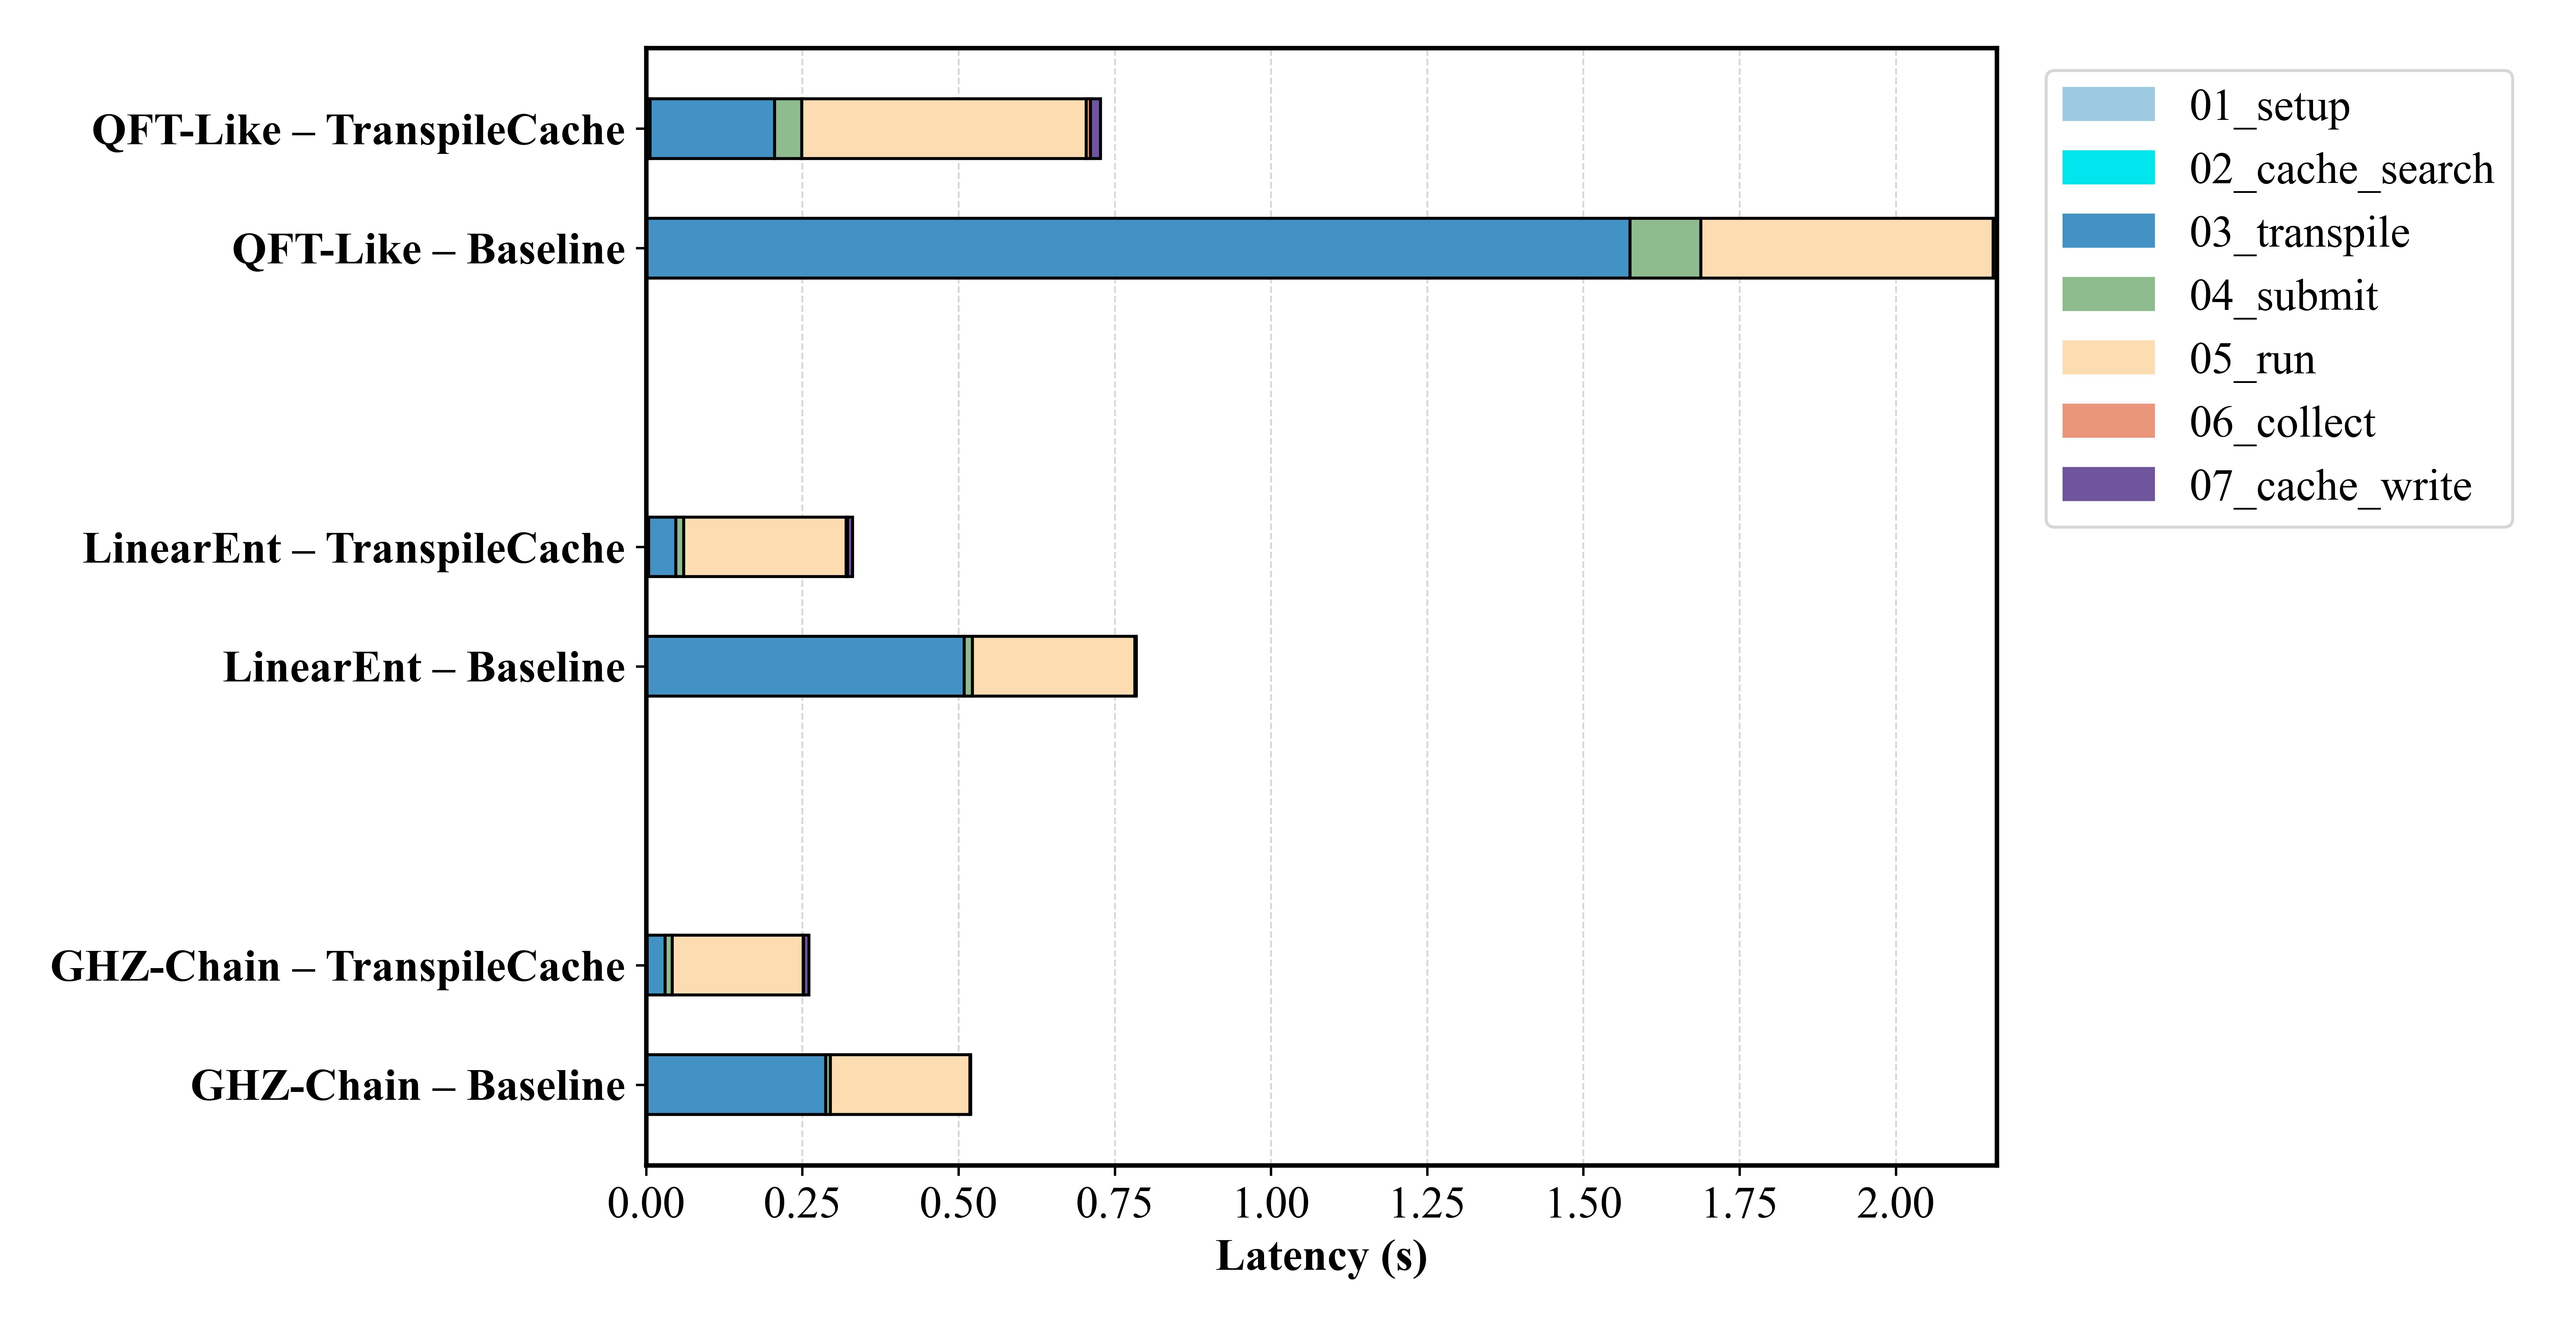 QFT-Like – TranspileCache
QFT-Like – Baseline
LinearEnt – TranspileCache
LinearEnt – Baseline
GHZ-Chain – TranspileCache
GHZ-Chain – Baseline
0.00 0.25 0.50 0.75 1.00 1.25 1.50 1.75 2.00
Latency (s)
01_setup
02_cache_search
03_transpile
04_submit
05_run
06_collect
07_cache_write